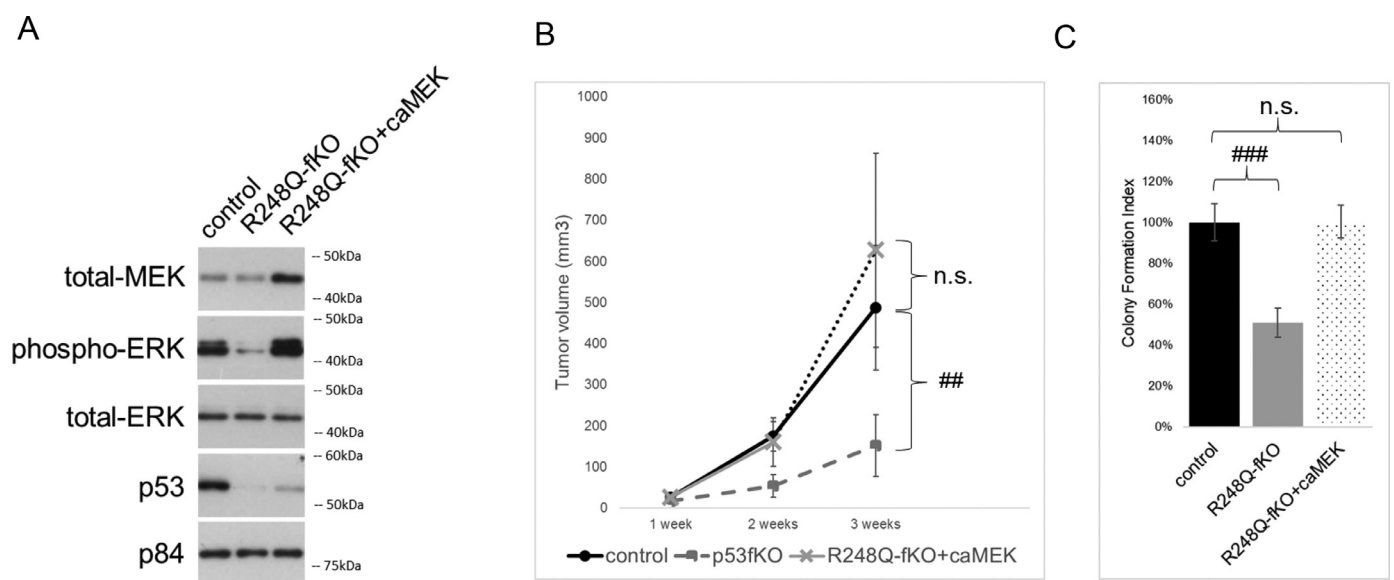 A
control
R248Q-fKO
R248Q-fKO+caMEK
total-MEK
-- 50kDa
-- 40kDa
phospho-ERK
-- 50kDa
-- 40kDa
total-ERK
-- 50kDa
-- 40kDa
p53
-- 60kDa
-- 50kDa
p84
-- 75kDa
B
Tumor volume (mm3)
1000
900
800
700
600
500
400
300
200
100
0
1 week
2 weeks
3 weeks
n.s.
##
control
p53fKO
R248Q-fKO+caMEK
C
Colony Formation Index
160%
140%
120%
100%
80%
60%
40%
20%
0%
n.s.
###
control
R248Q-fKO
R248Q-fKO+caMEK